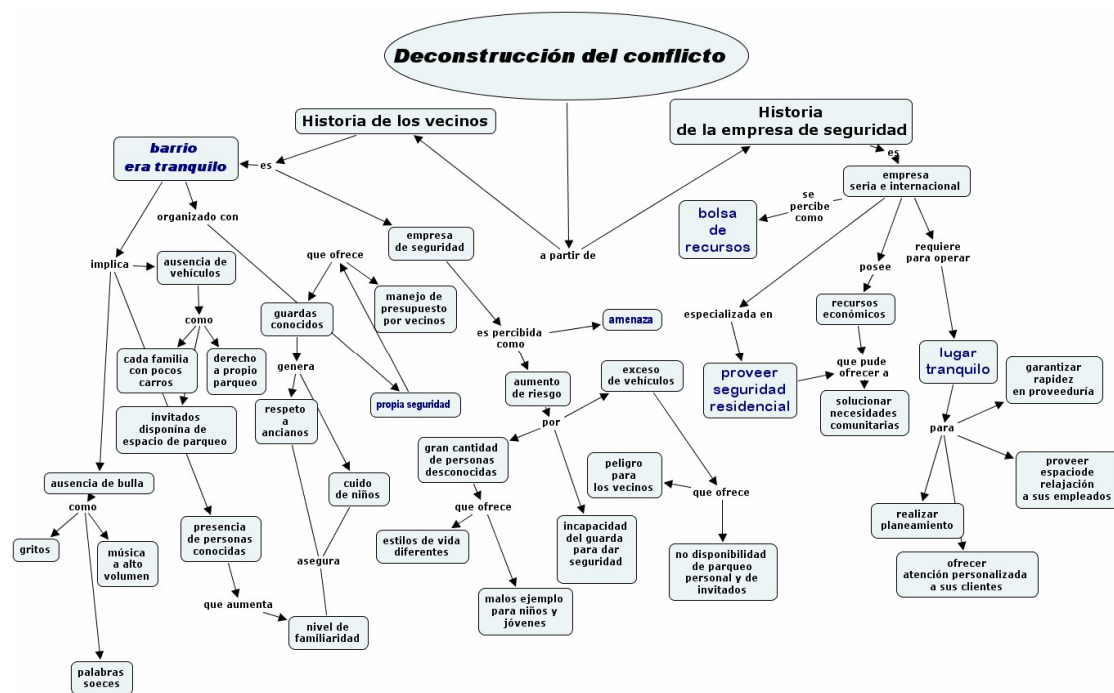 Deconstrucción del conflicto
Historia de los vecinos
Historia
de la empresa de seguridad
barrio
era tranquilo
es
es
empresa
seria e internacional
se
percibe
como
bolsa
de
recursos
organizado con
empresa
de seguridad
a partir de
requiere
para operar
implica
ausencia de
vehículos
que ofrece
posee
manejo de
presupuesto
por vecinos
recursos
económicos
guardas
conocidos
como
es percibida
como
amenaza
especializada en
cada familia
con pocos
carros
derecho
a propio
parqueo
genera
exceso
de vehículos
que pude
ofrecer a
lugar
tranquilo
garantizar
rapidez
en proveeduría
aumento
de riesgo
proveer
seguridad
residencial
invitados
disponína de
espacio de parqueo
respeto
a
ancianos
propia seguridad
por
solucionar
necesidades
comunitarias
para
gran cantidad
de personas
desconocidas
peligro
para
los vecinos
proveer
espaciode
relajación
a sus empleados
ausencia de bulla
cuido
de niños
que ofrece
como
que ofrece
realizar
planeamiento
gritos
música
a alto
volumen
presencia
de personas
conocidas
estilos de vida
diferentes
incapacidad
del guarda
para dar
seguridad
no disponibilidad
de parqueo
personal y de
invitados
asegura
ofrecer
atención personalizada
a sus clientes
que aumenta
malos ejemplo
para niños y
jóvenes
nivel de
familiaridad
palabras
soeces